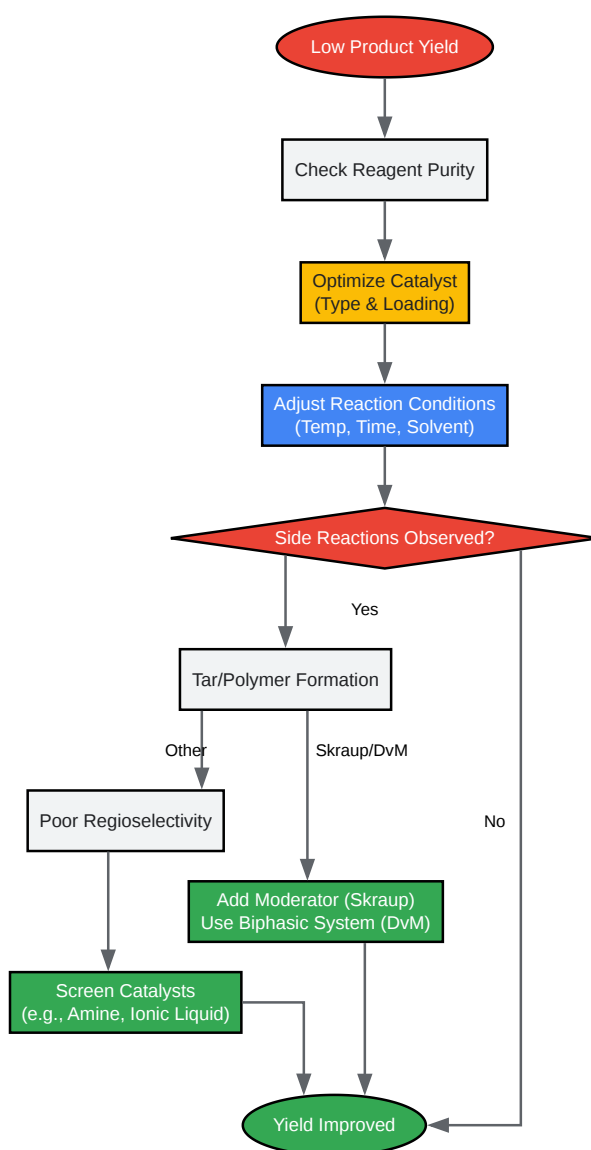 Low Product Yield
Check Reagent Purity
Optimize Catalyst
(Type & Loading)
Adjust Reaction Conditions
(Temp, Time, Solvent)
Side Reactions Observed?
Yes
Tar/Polymer Formation
Other
Skraup/DvM
Poor Regioselectivity
No
Add Moderator (Skraup)
Use Biphasic System (DvM)
Screen Catalysts
(e.g., Amine, Ionic Liquid)
Yield Improved